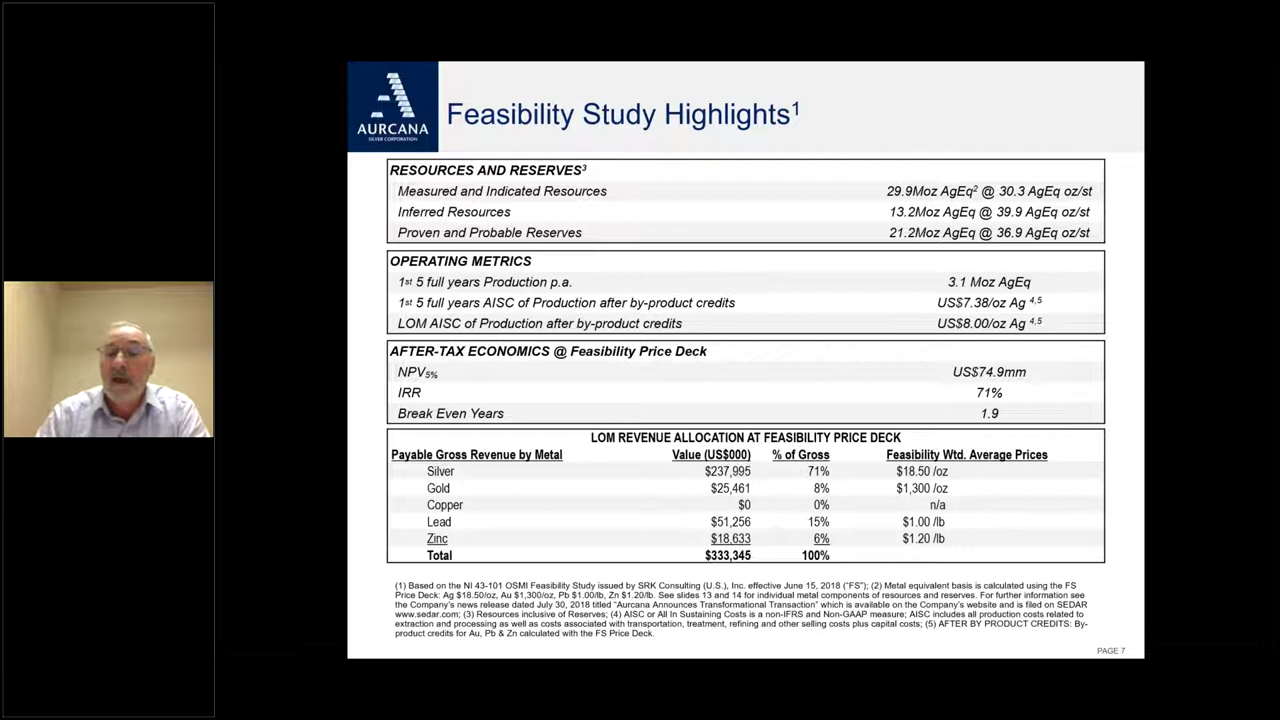 AURCANA
SILVER CORPORATION
Feasibility Study Highlights¹
RESOURCES AND RESERVES³
Measured and Indicated Resources 29.9Moz AgEq² @ 30.3 AgEq oz/st
Inferred Resources 13.2Moz AgEq @ 39.9 AgEq oz/st
Proven and Probable Reserves 21.2Moz AgEq @ 36.9 AgEq oz/st
OPERATING METRICS
1st 5 full years Production p.a. 3.1 Moz AgEq
1st 5 full years AISC of Production after by-product credits US$7.38/oz Ag 4,5
LOM AISC of Production after by-product credits US$8.00/oz Ag 4,5
AFTER-TAX ECONOMICS @ Feasibility Price Deck
NPV5% US$74.9mm
IRR 71%
Break Even Years 1.9
LOM REVENUE ALLOCATION AT FEASIBILITY PRICE DECK
Payable Gross Revenue by Metal Value (US$000) % of Gross Feasibility Wtd. Average Prices
Silver $237,995 71% $18.50 /oz
Gold $25,461 8% $1,300 /oz
Copper $0 0% n/a
Lead $51,256 15% $1.00 /lb
Zinc $18,633 6% $1.20 /lb
Total $333,345 100%
(1) Based on the NI 43-101 OSMI Feasibility Study issued by SRK Consulting (U.S.), Inc. effective June 15, 2018 ("FS"); (2) Metal equivalent basis is calculated using the FS
Price Deck: Ag $18.50/oz, Au $1,300/oz, Pb $1.00/lb, Zn $1.20/lb. See slides 13 and 14 for individual metal components of resources and reserves. For further information see
the Company's news release dated July 30, 2018 titled "Aurcana Announces Transformational Transaction" which is available on the Company's website and is filed on SEDAR
www.sedar.com; (3) Resources inclusive of Reserves; (4) AISC or All In Sustaining Costs is a non-IFRS and Non-GAAP measure; AISC includes all production costs related to
extraction and processing as well as costs associated with transportation, treatment, refining and other selling costs plus capital costs; (5) AFTER BY PRODUCT CREDITS: By-
product credits for Au, Pb & Zn calculated with the FS Price Deck.
PAGE 7